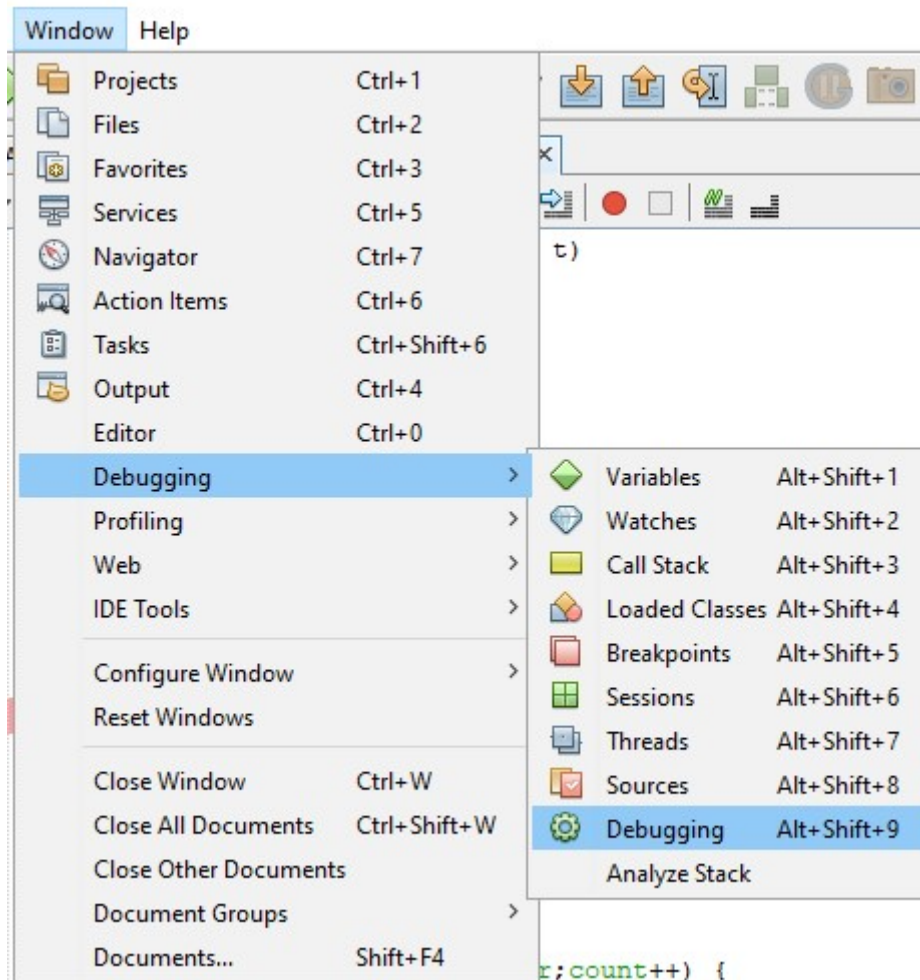 Window Help
Projects Ctrl+1
Files Ctrl+2
Favorites Ctrl+3
Services Ctrl+5
Navigator Ctrl+7
Action Items Ctrl+6
Tasks Ctrl+Shift+6
Output Ctrl+4
Editor Ctrl+0
Debugging
Profiling
Web
IDE Tools
Configure Window
Reset Windows
Close Window Ctrl+W
Close All Documents Ctrl+Shift+W
Close Other Documents
Document Groups
Documents... Shift+F4
t)
Variables Alt+Shift+1
Watches Alt+Shift+2
Call Stack Alt+Shift+3
Loaded Classes Alt+Shift+4
Breakpoints Alt+Shift+5
Sessions Alt+Shift+6
Threads Alt+Shift+7
Sources Alt+Shift+8
Debugging Alt+Shift+9
Analyze Stack
r;count++) {